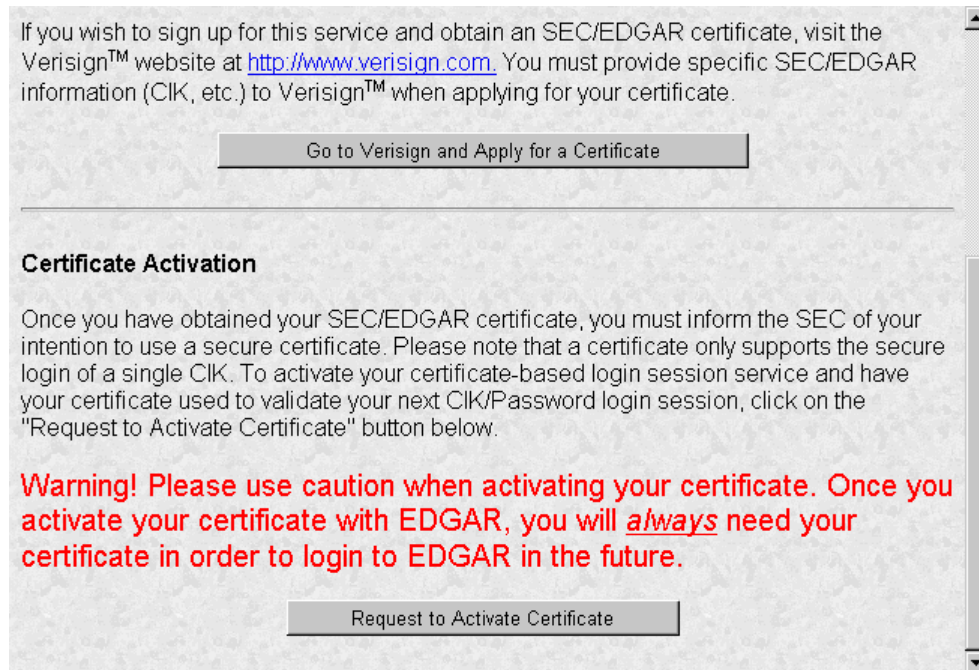 If you wish to sign up for this service and obtain an SEC/EDGAR certificate, visit the
Verisign™ website at http://www.verisign.com. You must provide specific SEC/EDGAR
information (CIK, etc.) to Verisign™ when applying for your certificate.
Go to Verisign and Apply for a Certificate
Certificate Activation
Once you have obtained your SEC/EDGAR certificate, you must inform the SEC of your
intention to use a secure certificate. Please note that a certificate only supports the secure
login of a single CIK. To activate your certificate-based login session service and have
your certificate used to validate your next CIK/Password login session, click on the
"Request to Activate Certificate" button below.
Warning! Please use caution when activating your certificate. Once you
activate your certificate with EDGAR, you will always need your
certificate in order to login to EDGAR in the future.
Request to Activate Certificate